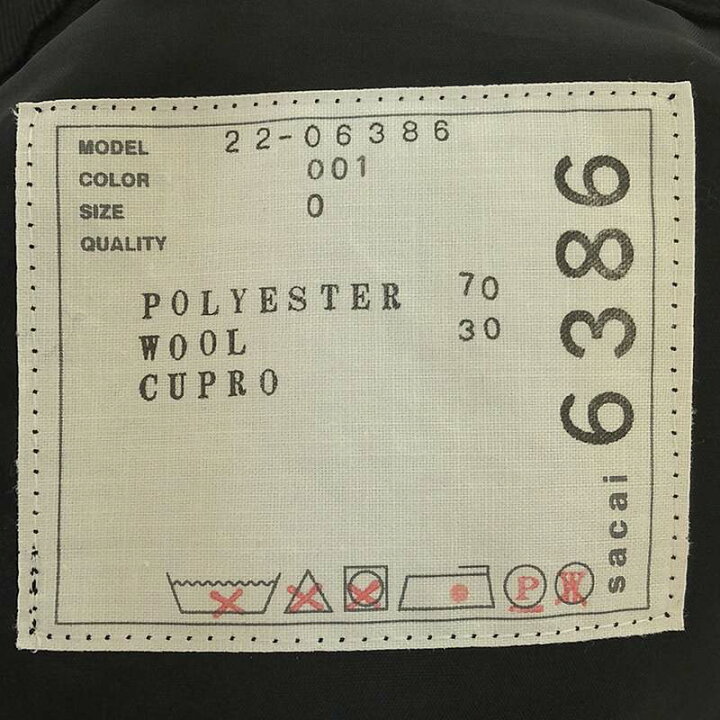 MODEL 22-06386
COLOR 001
SIZE 0
QUALITY
POLYESTER 70
WOOL 30
CUPRO
P W
sacai 6386